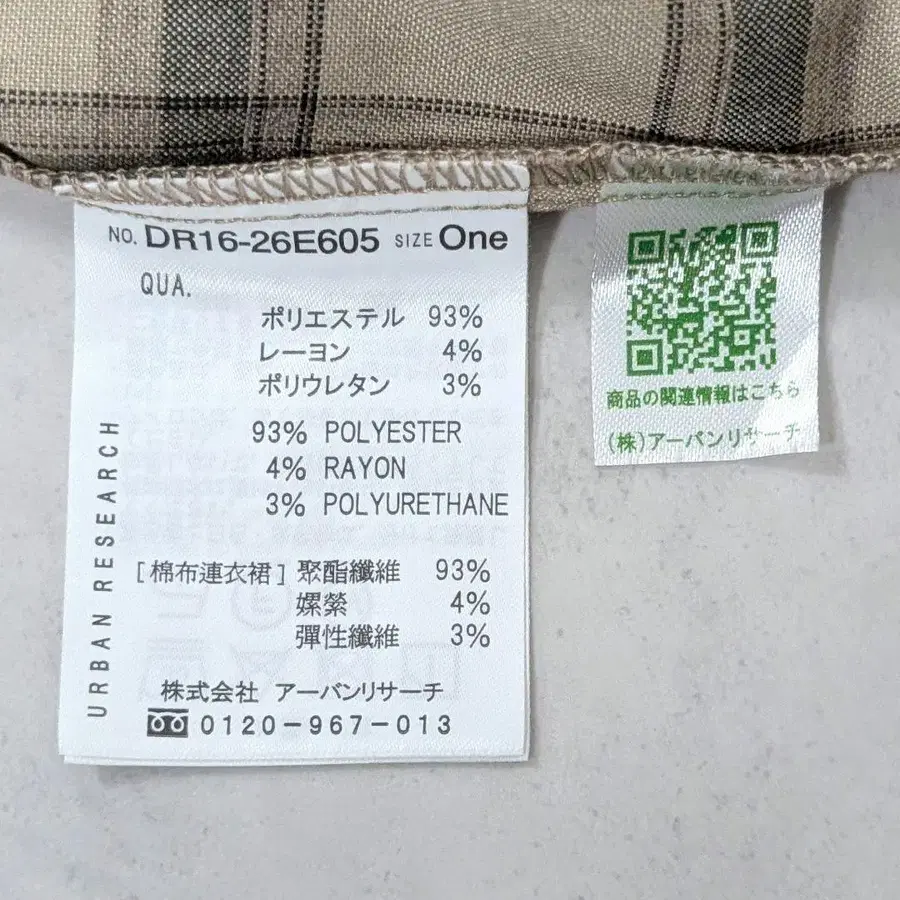 NO. DR16-26E605 SIZE One
QUA.
ポリエステル 93%
レーヨン 4%
ポリウレタン 3%
93% POLYESTER
4% RAYON
3% POLYURETHANE
[棉布連衣裙] 聚酯纖維 93%
嫘縈 4%
彈性纖維 3%
株式会社 アーバンリサーチ
0120-967-013
URBAN RESEARCH
商品の関連情報はこちら
(株)アーバンリサーチ